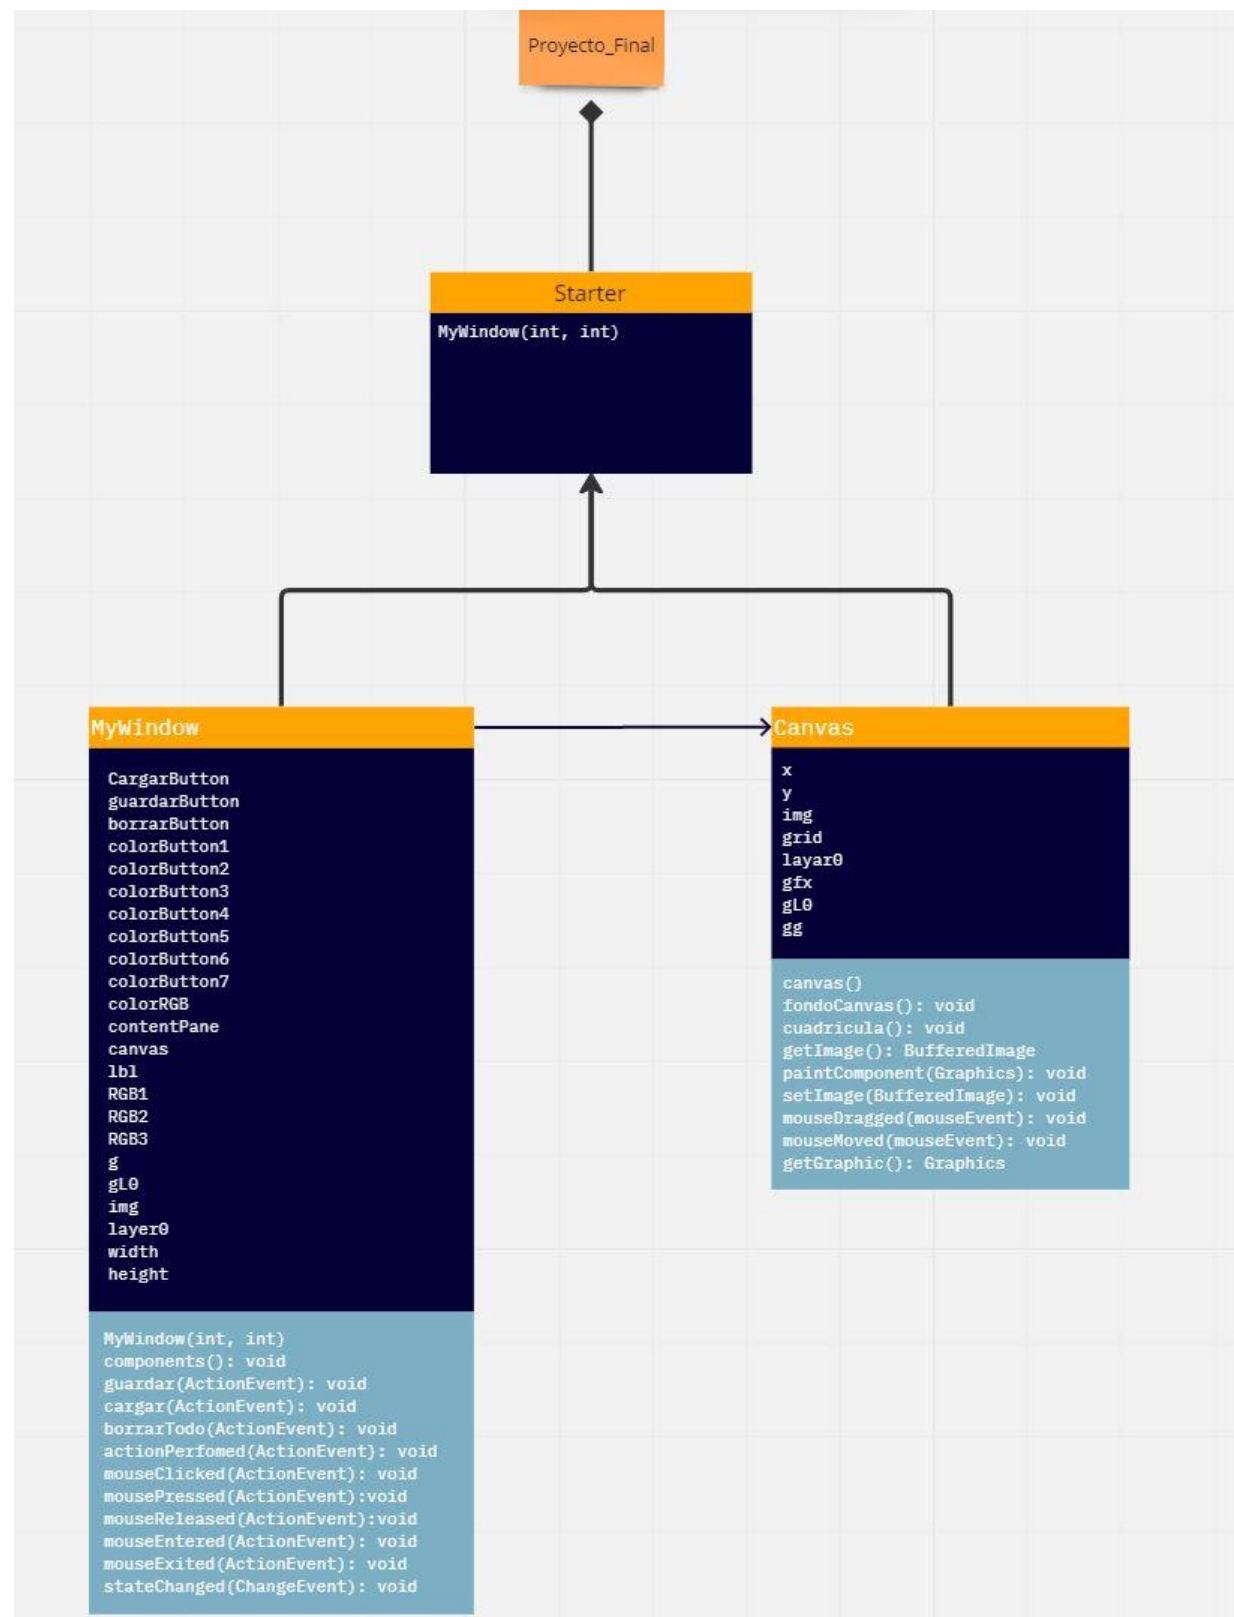 Proyecto_Final
Starter
MyWindow(int, int)
MyWindow
CargarButton
guardarButton
borrarButton
colorButton1
colorButton2
colorButton3
colorButton4
colorButton5
colorButton6
colorButton7
colorRGB
contentPane
canvas
lbl
RGB1
RGB2
RGB3
g
gL0
img
layer0
width
height
MyWindow(int, int)
components(): void
guardar(ActionEvent): void
cargar(ActionEvent): void
borrarTodo(ActionEvent): void
actionPerfomed(ActionEvent): void
mouseClicked(ActionEvent): void
mousePressed(ActionEvent):void
mouseReleased(ActionEvent):void
mouseEntered(ActionEvent): void
mouseExited(ActionEvent): void
stateChanged(ChangeEvent): void
Canvas
x
y
img
grid
layar0
gfx
gL0
gg
canvas()
fondoCanvas(): void
cuadricula(): void
getImage(): BufferedImage
paintComponent(Graphics): void
setImage(BufferedImage): void
mouseDragged(mouseEvent): void
mouseMoved(mouseEvent): void
getGraphic(): Graphics